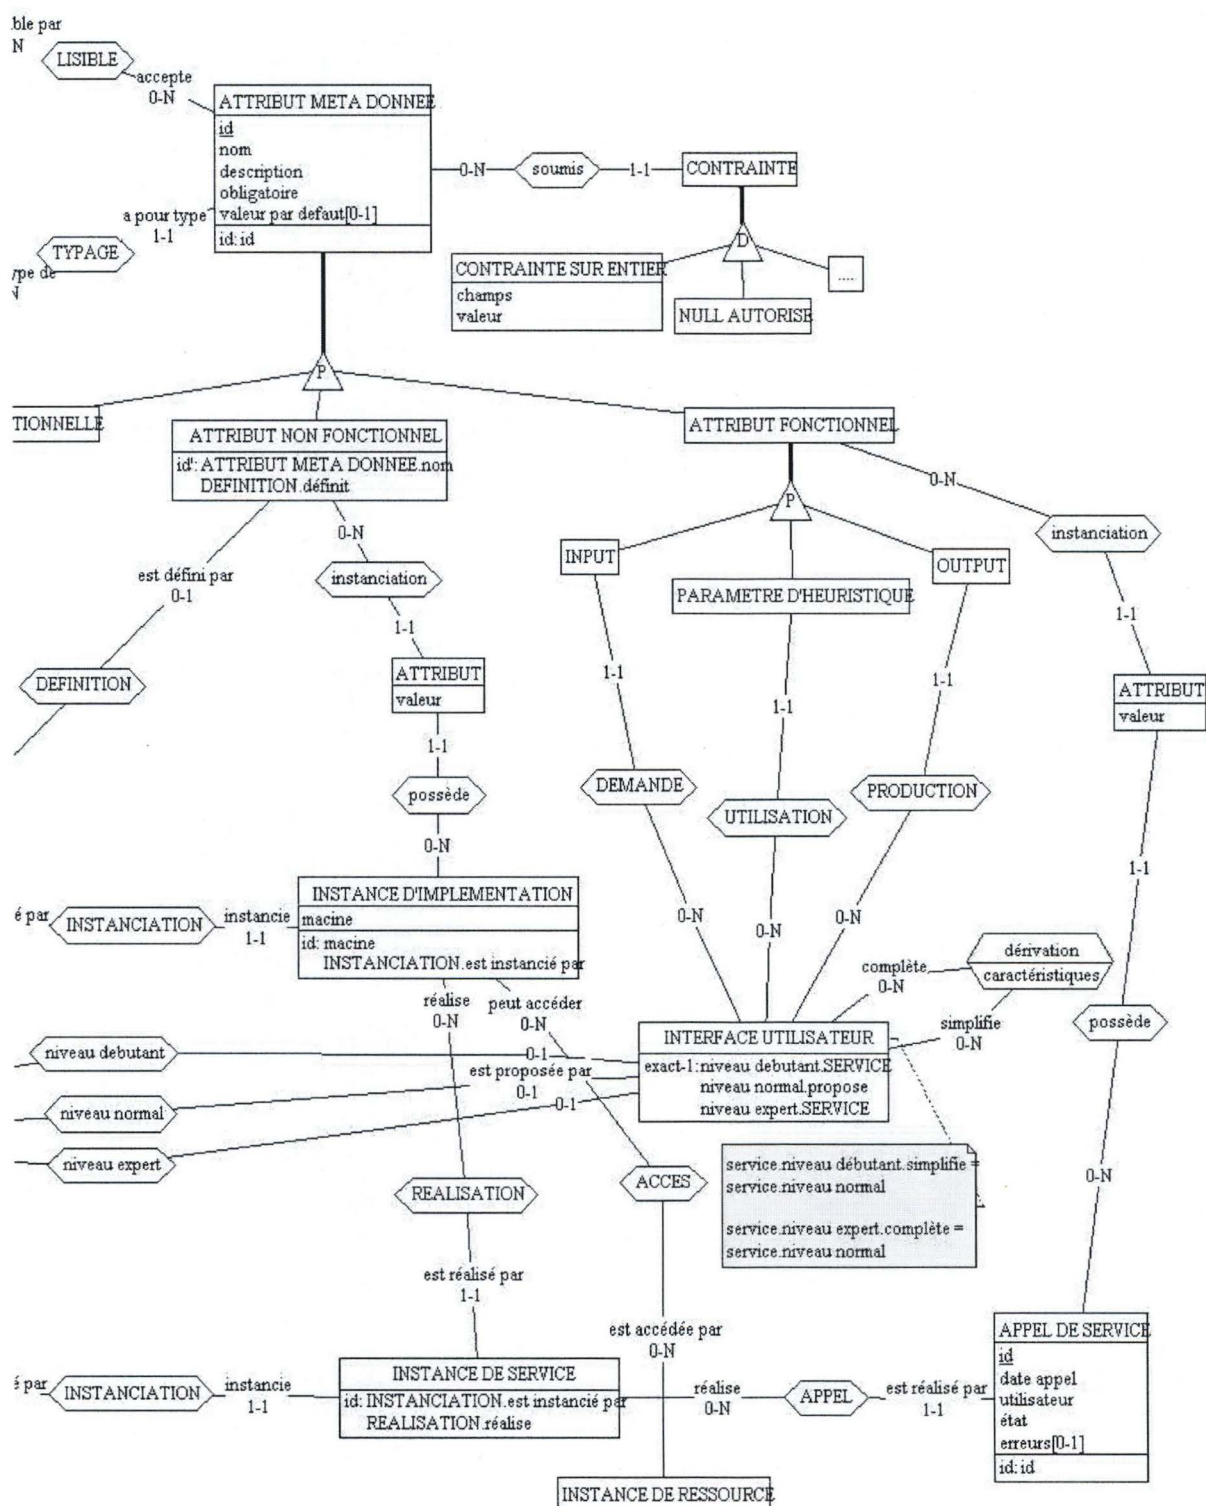 ble par
N
LISIBLE
accepte
0-N
ATTRIBUT META DONNEE
id
nom
description
obligatoire
valeur par defaut[0-1]
id: id
0-N
soumis
1-1
CONTRAINTE
a pour type
1-1
TYPAGE
ype de
N
D
CONTRAINTE SUR ENTIER
champs
valeur
NULL AUTORISE
....
P
TIONNELLE
ATTRIBUT NON FONCTIONNEL
id': ATTRIBUT META DONNEE.nom
DEFINITION.définit
ATTRIBUT FONCTIONNEL
0-N
P
0-N
instanciation
INPUT
OUTPUT
est défini par
0-1
instanciation
PARAMETRE D'HEURISTIQUE
1-1
1-1
DEFINITION
ATTRIBUT
valeur
1-1
1-1
1-1
ATTRIBUT
valeur
1-1
possède
DEMANDE
UTILISATION
PRODUCTION
0-N
1-1
INSTANCE D'IMPLEMENTATION
macine
id: macine
INSTANCIATION.est instancié par
é par
INSTANCIATION
instancie
1-1
0-N
0-N
0-N
dérivation
caractéristiques
complète
0-N
simplifie
0-N
possède
réalise
0-N
peut accéder
0-N
INTERFACE UTILISATEUR
exact-1: niveau debutant.SERVICE
niveau normal.propose
niveau expert.SERVICE
niveau debutant
0-1
est proposée par
0-1
niveau normal
0-1
niveau expert
service.niveau débutant.simplifie =
service.niveau normal
service.niveau expert.complète =
service.niveau normal
REALISATION
ACCES
0-N
est réalisé par
1-1
est accédée par
0-N
APPEL DE SERVICE
id
date appel
utilisateur
état
erreurs[0-1]
id: id
INSTANCE DE SERVICE
id: INSTANCIATION.est instancié par
REALISATION.réalise
é par
INSTANCIATION
instancie
1-1
réalise
0-N
APPEL
est réalisé par
1-1
INSTANCE DE RESSOURCE